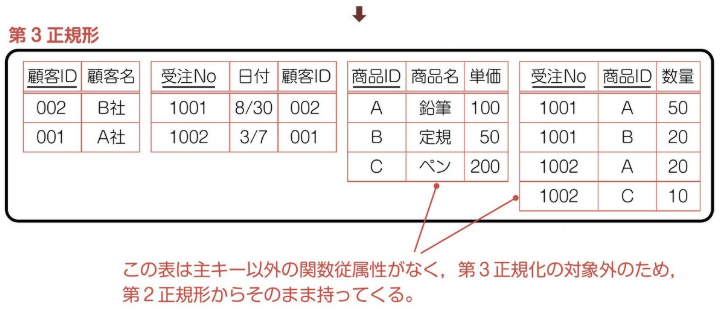 第3正規形
顧客ID 顧客名
002 B社
001 A社
受注No 日付 顧客ID
1001 8/30 002
1002 3/7 001
商品ID 商品名 単価
A 鉛筆 100
B 定規 50
C ペン 200
受注No 商品ID 数量
1001 A 50
1001 B 20
1002 A 20
1002 C 10
この表は主キー以外の関数従属性がなく，第3正規化の対象外のため，
第2正規形からそのまま持ってくる。